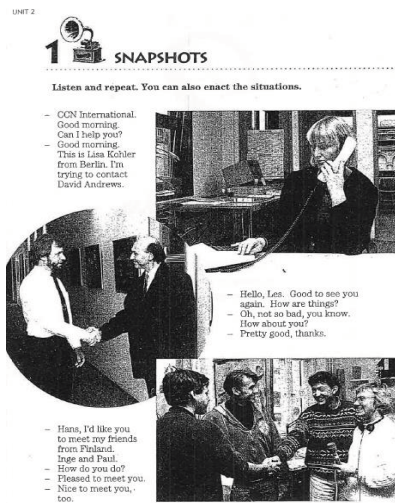 UNIT 2
1 SNAPSHOTS
Listen and repeat. You can also enact the situations.
– CCN International.
Good morning.
Can I help you?
– Good morning.
This is Lisa Kohler
from Berlin. I'm
trying to contact
David Andrews.
– Hello, Les. Good to see you
again. How are things?
– Oh, not so bad, you know.
How about you?
– Pretty good, thanks.
– Hans, I'd like you
to meet my friends
from Finland.
Inge and Paul.
– How do you do?
– Pleased to meet you.
– Nice to meet you,
too.